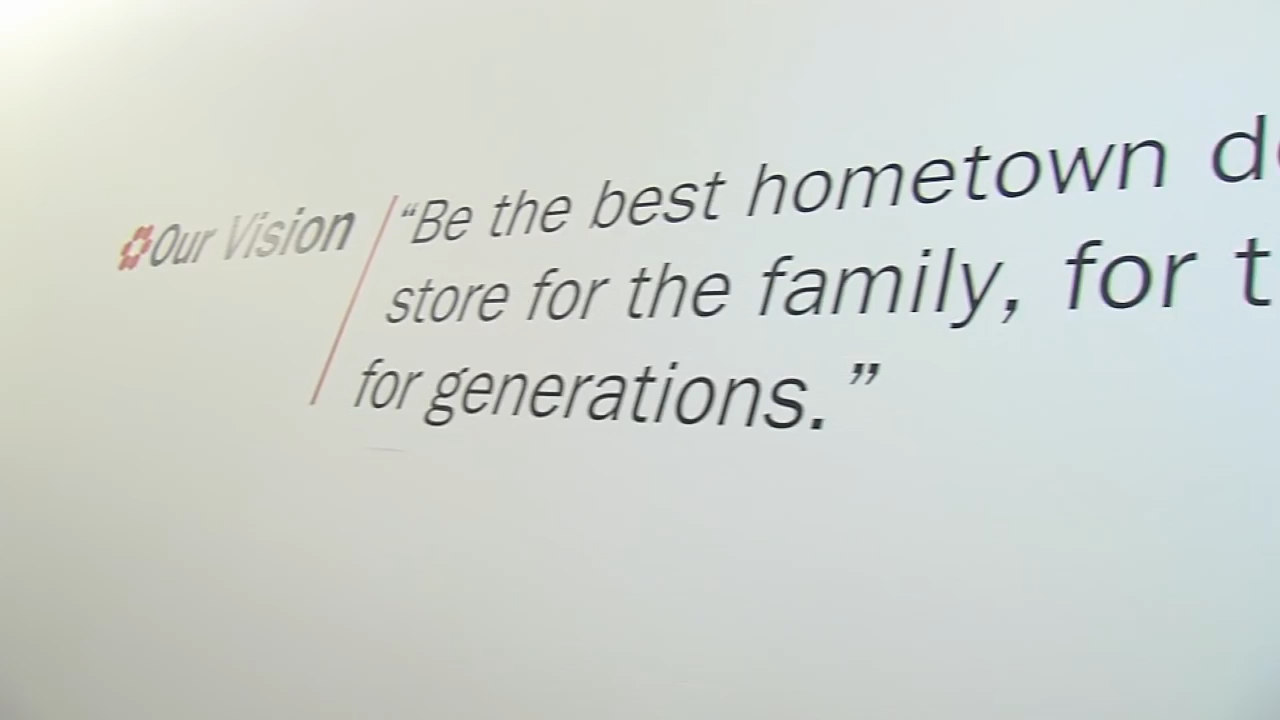 Our Vision
“Be the best hometown
store for the family, for
for generations.”